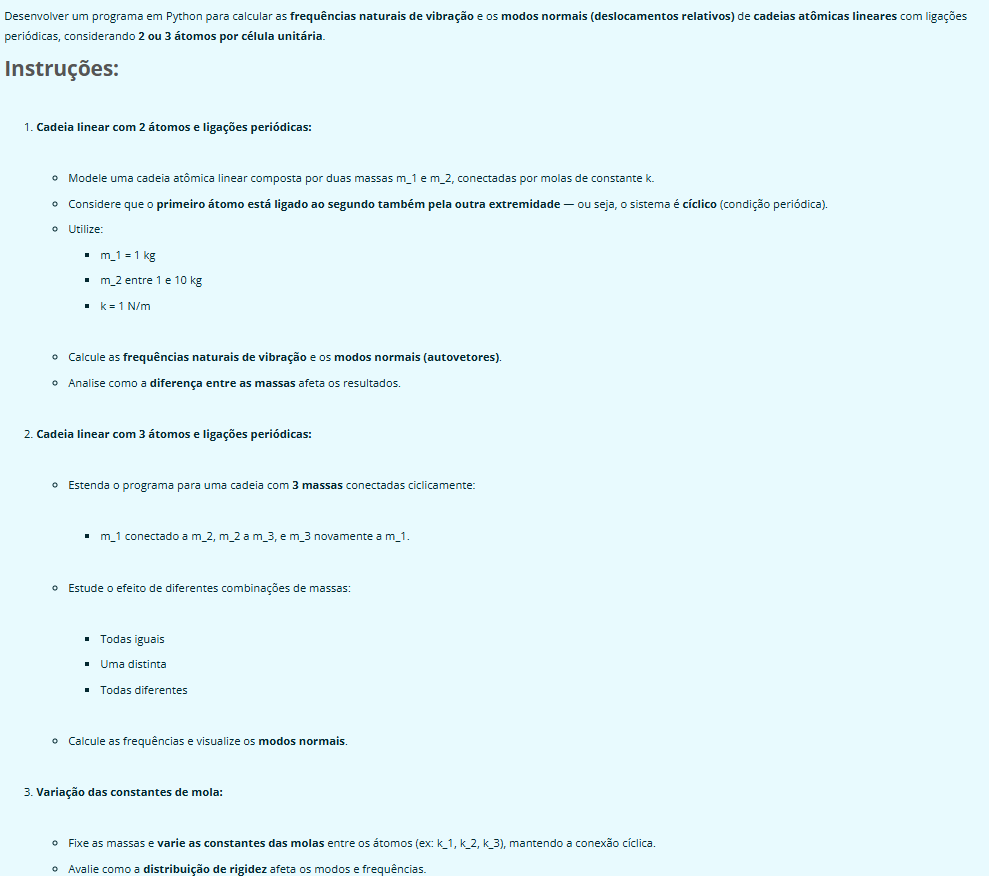 Desenvolver um programa em Python para calcular as frequências naturais de vibração e os modos normais (deslocamentos relativos) de cadeias atômicas lineares com ligações
periódicas, considerando 2 ou 3 átomos por célula unitária.
Instruções:
1. Cadeia linear com 2 átomos e ligações periódicas:
Modele uma cadeia atômica linear composta por duas massas m_1 e m_2, conectadas por molas de constante k.
Considere que o primeiro átomo está ligado ao segundo também pela outra extremidade — ou seja, o sistema é cíclico (condição periódica).
Utilize:
m_1 = 1 kg
m_2 entre 1 e 10 kg
k = 1 N/m
Calcule as frequências naturais de vibração e os modos normais (autovetores).
Analise como a diferença entre as massas afeta os resultados.
2. Cadeia linear com 3 átomos e ligações periódicas:
Estenda o programa para uma cadeia com 3 massas conectadas ciclicamente:
m_1 conectado a m_2, m_2 a m_3, e m_3 novamente a m_1.
Estude o efeito de diferentes combinações de massas:
Todas iguais
Uma distinta
Todas diferentes
Calcule as frequências e visualize os modos normais.
3. Variação das constantes de mola:
Fixe as massas e varie as constantes das molas entre os átomos (ex: k_1, k_2, k_3), mantendo a conexão cíclica.
Avalie como a distribuição de rigidez afeta os modos e frequências.